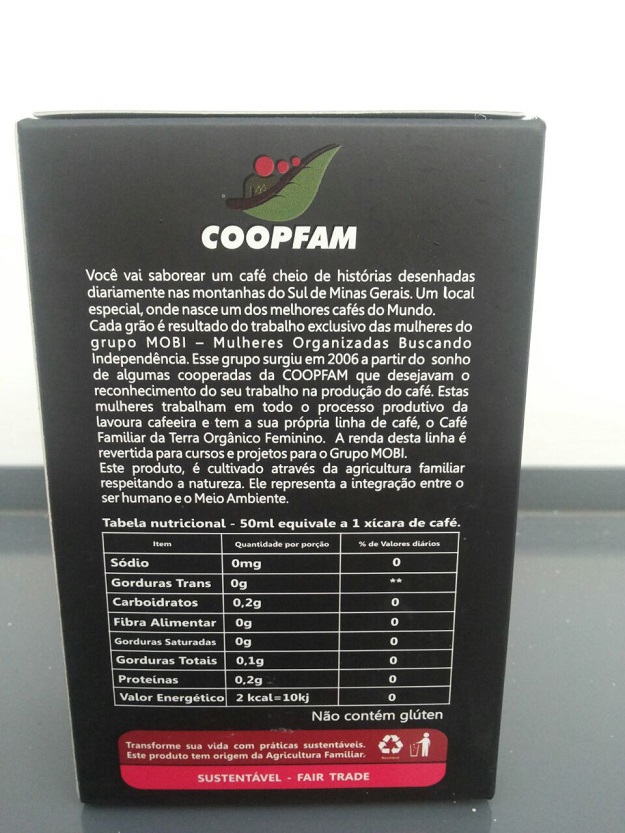 COOPFAM
Você vai saborear um café cheio de histórias desenhadas
diariamente nas montanhas do Sul de Minas Gerais. Um local
especial, onde nasce um dos melhores cafés do Mundo.
Cada grão é resultado do trabalho exclusivo das mulheres do
grupo MOBI – Mulheres Organizadas Buscando
Independência. Esse grupo surgiu em 2006 a partir do sonho
de algumas cooperadas da COOPFAM que desejavam o
reconhecimento do seu trabalho na produção do café. Estas
mulheres trabalham em todo o processo produtivo da
lavoura cafeeira e tem a sua própria linha de café, o Café
Familiar da Terra Orgânico Feminino. A renda desta linha é
revertida para cursos e projetos para o Grupo MOBI.
Este produto, é cultivado através da agricultura familiar
respeitando a natureza. Ele representa a integração entre o
ser humano e o Meio Ambiente.
Tabela nutricional - 50ml equivale a 1 xícara de café.
Item Quantidade por porção % de Valores diários
Sódio 0mg 0
Gorduras Trans 0g **
Carboidratos 0,2g 0
Fibra Alimentar 0g 0
Gorduras Saturadas 0g 0
Gorduras Totais 0,1g 0
Proteínas 0,2g 0
Valor Energético 2 kcal=10kj 0
Não contém glúten
Transforme sua vida com práticas sustentáveis.
Este produto tem origem da Agricultura Familiar.
SUSTENTÁVEL - FAIR TRADE